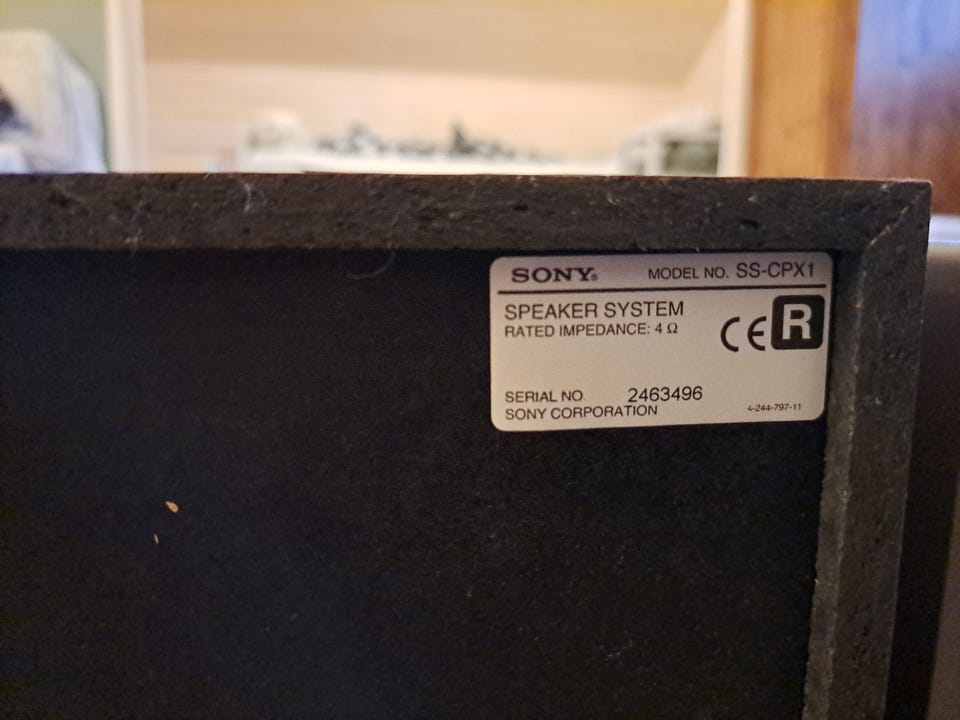 SONY® MODEL NO. SS-CPX1
SPEAKER SYSTEM
RATED IMPEDANCE: 4 Ω
CE R
SERIAL NO. 2463496
SONY CORPORATION 4-244-797-11